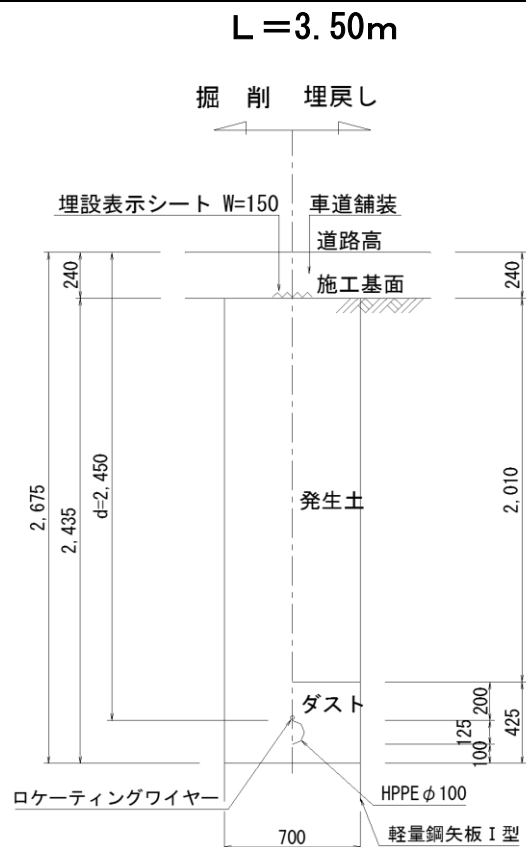 L=3.50m
掘 削 埋戻し
埋設表示シート W=150 車道舗装
道路高
240
施工基面
240
2,675
2,435
d=2,450
発生土
2,010
ダスト
200
425
125
100
ロケーティングワイヤー
HPPEφ100
軽量鋼矢板Ⅰ型
700